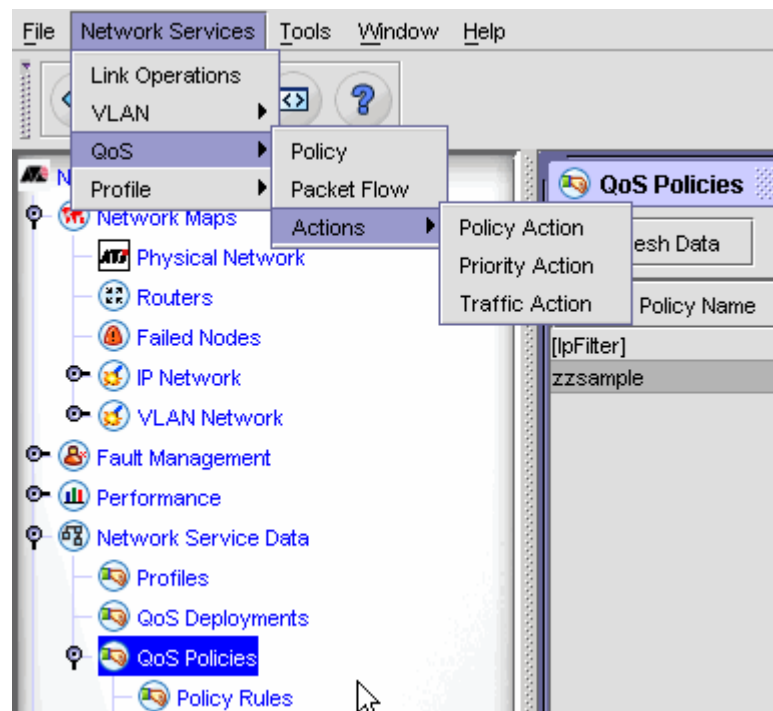 File Network Services Tools Window Help
Link Operations
VLAN
QoS
Profile
Policy
Packet Flow
Actions
Policy Action
Priority Action
Traffic Action
N
Network Maps
Physical Network
Routers
Failed Nodes
IP Network
VLAN Network
Fault Management
Performance
Network Service Data
Profiles
QoS Deployments
QoS Policies
Policy Rules
QoS Policies
esh Data
Policy Name
[IpFilter]
zzsample